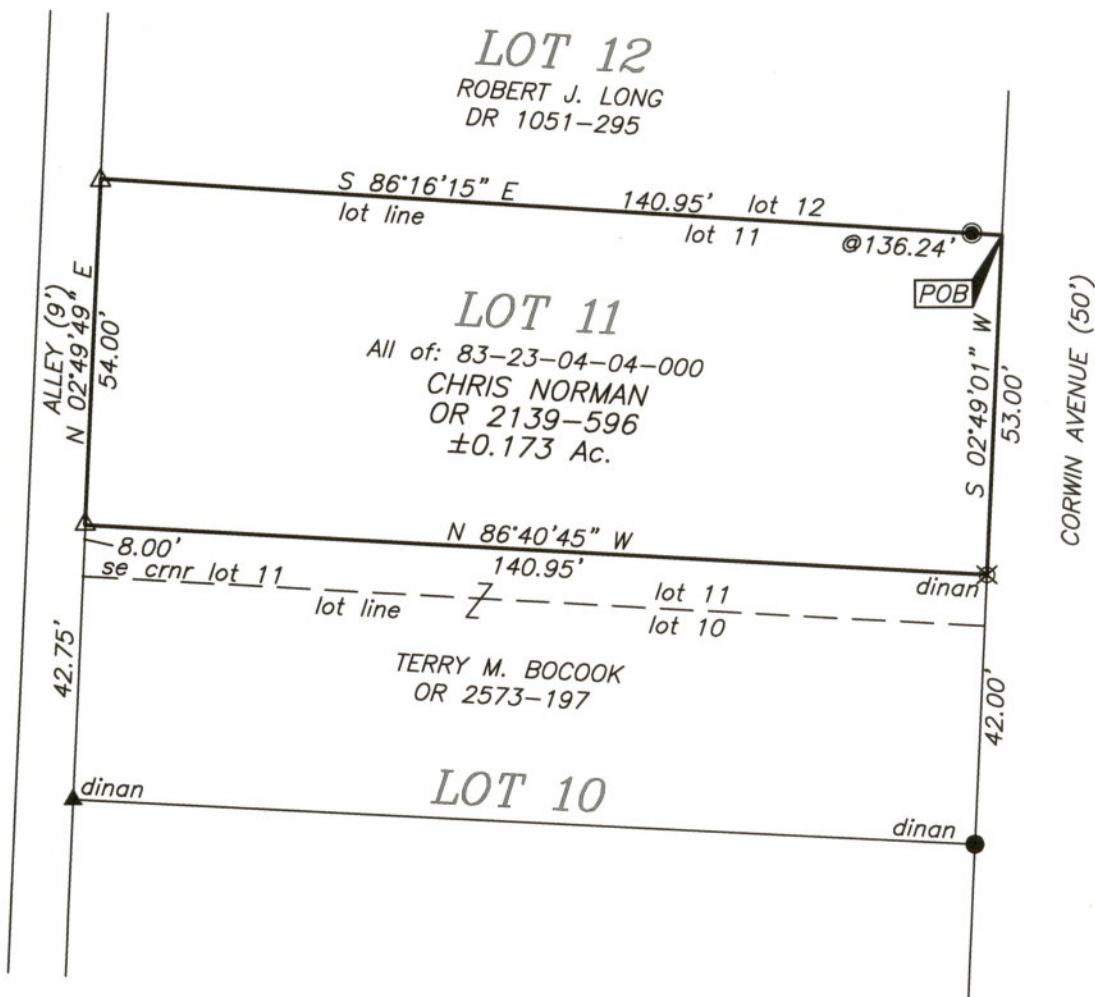 LOT 12
ROBERT J. LONG
DR 1051-295
S 86°16'15" E
140.95'
lot 12
lot line
lot 11
@136.24'
POB
ALLEY (9')
N 02°49'49" E
54.00'
LOT 11
All of: 83-23-04-04-000
CHRIS NORMAN
OR 2139-596
±0.173 Ac.
S 02°49'01" W
53.00'
CORWIN AVENUE (50')
N 86°40'45" W
140.95'
8.00'
se crnr lot 11
dinan
lot line
lot 11
lot 10
TERRY M. BOCOOK
OR 2573-197
42.75'
42.00'
dinan
LOT 10
dinan